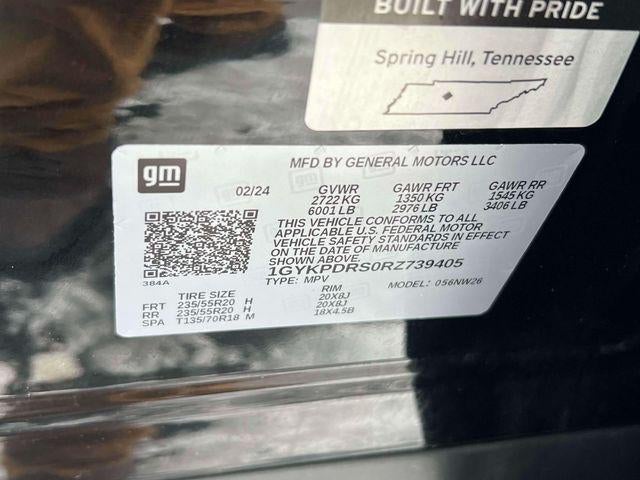 BUILT WITH PRIDE
Spring Hill, Tennessee
gm
MFD BY GENERAL MOTORS LLC
02/24 GVWR GAWR FRT GAWR RR
2722 KG 1350 KG 1545 KG
6001 LB 2976 LB 3406 LB
THIS VEHICLE CONFORMS TO ALL
APPLICABLE U.S. FEDERAL MOTOR
VEHICLE SAFETY STANDARDS IN EFFECT
ON THE DATE OF MANUFACTURE
SHOWN ABOVE.
384A
1GYKPDRS0RZ739405
TYPE: MPV MODEL: 056NW26
TIRE SIZE RIM
FRT 235/55R20 H 20X8J
RR 235/55R20 H 20X8J
SPA T135/70R18 M 18X4.5B